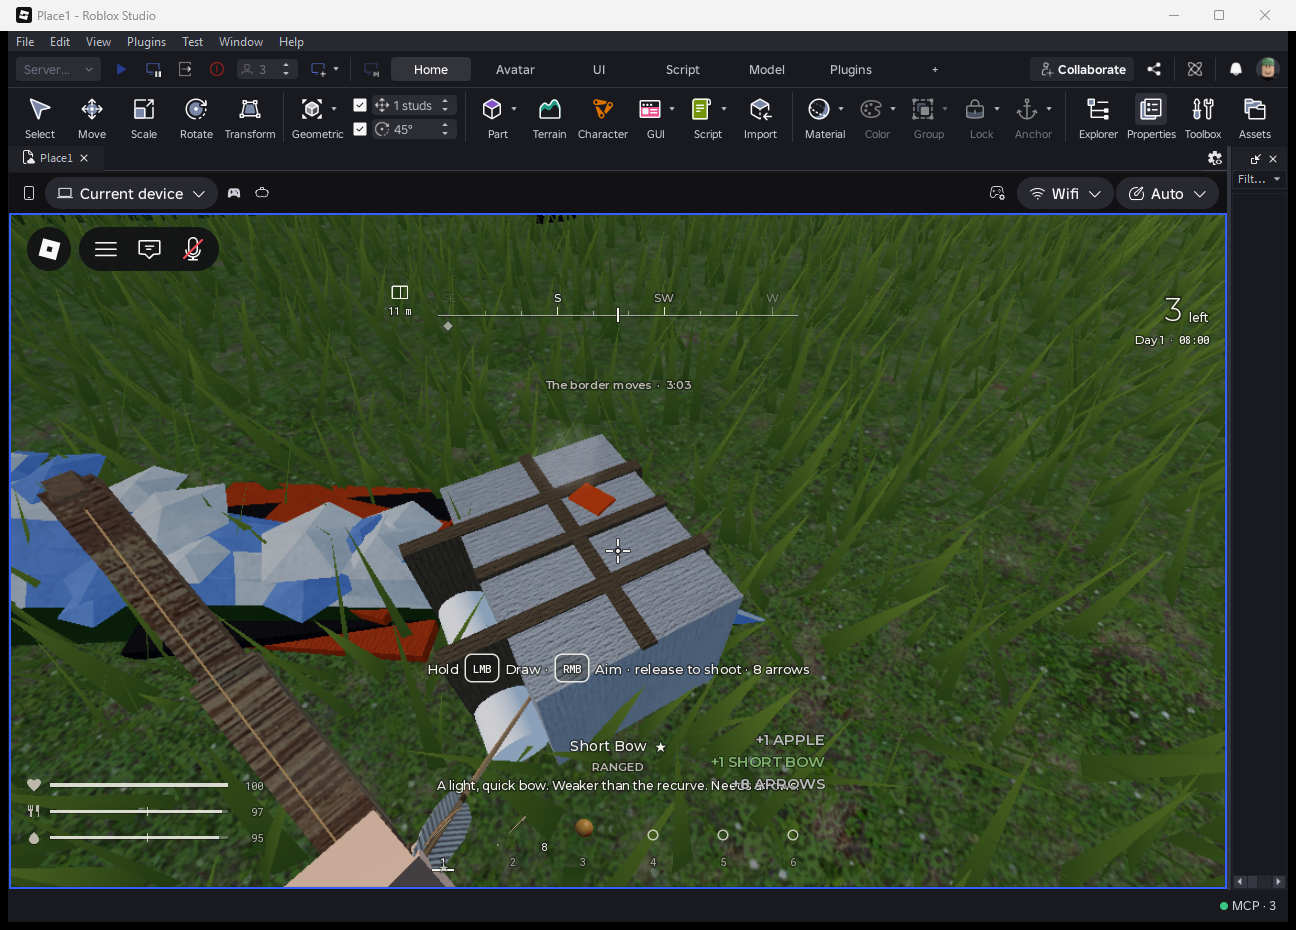 Place1 - Roblox Studio
File Edit View Plugins Test Window Help
Server... 3 Home Avatar UI Script Model Plugins + Collaborate
1 studs
45°
Select Move Scale Rotate Transform Geometric Part Terrain Character GUI Script Import Material Color Group Lock Anchor Explorer Properties Toolbox Assets
Place1
Filt...
Current device Wifi Auto
SE S SW W
11 m
3 left
Day 1 · 08:00
The border moves · 3:03
Hold LMB Draw · RMB Aim · release to shoot · 8 arrows
Short Bow ★
RANGED
A light, quick bow. Weaker than the recurve. Needs arrows.
+1 APPLE
+1 SHORT BOW
+8 ARROWS
100
97
95
8
1 2 3 4 5 6
MCP · 3